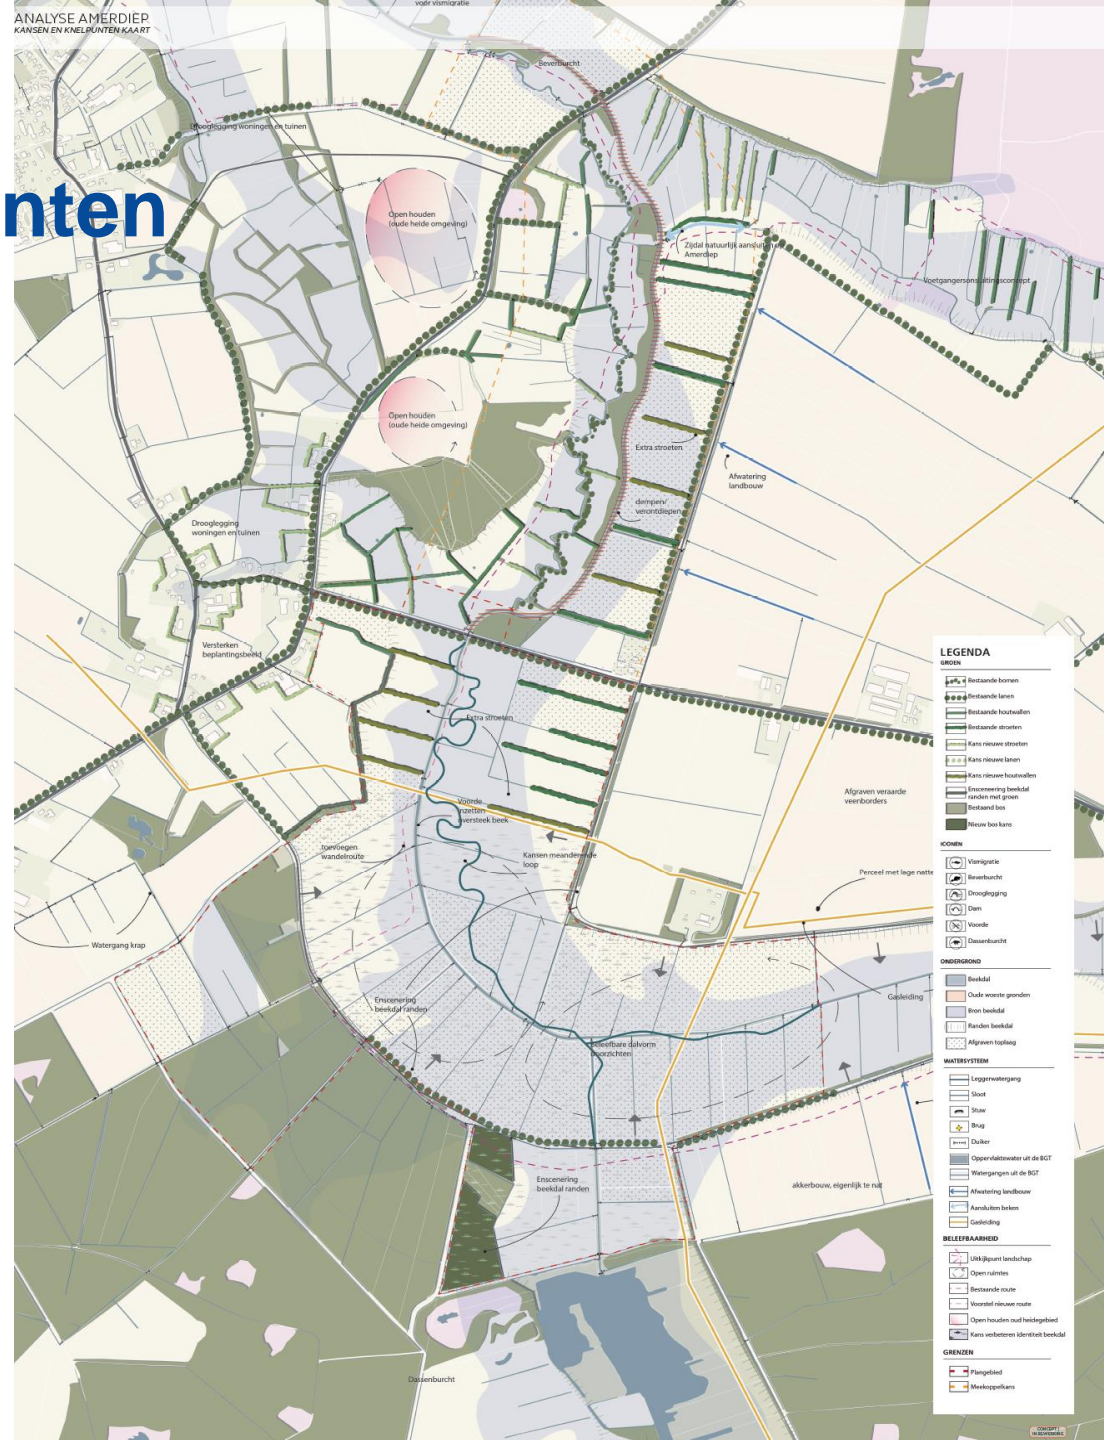 voor vismigratie
ANALYSE AMERDIEP
KANSEN EN KNELPUNTEN KAART
Beverburcht
Drooglegging woningen en tuinen
nten
Open houden
(oude heide omgeving)
Zijdal natuurlijk aansluiten
Amerdiep
Voetgangersonsluitingsconcept
Open houden
(oude heide omgeving)
Extra stroeten
Afwatering
landbouw
dempen/
verontdiepen
Drooglegging
woningen en tuinen
Versterken
beplantingsbeeld
Extra stroeten
Afgraven veraarde
veenborders
Voorde
inzetten
oversteek beek
toevoegen
wandelroute
Kansen meanderende
loop
Perceel met lage natte
Watergang krap
Gasleiding
Enscenering
beekdal randen
Beleefbare dalvorm
doorzichten
Enscenering
beekdal randen
akkerbouw, eigenlijk te nat
Dassenburcht
LEGENDA
GROEN
Bestaande bomen
Bestaande lanen
Bestaande houtwallen
Bestaande stroeten
Kans nieuwe stroeten
Kans nieuwe lanen
Kans nieuwe houtwallen
Enscenering beekdal
randen met groen
Bestaand bos
Nieuw bos kans
ICONEN
Vismigratie
Beverburcht
Drooglegging
Dam
Voorde
Dassenburcht
ONDERGROND
Beekdal
Oude woeste gronden
Bron beekdal
Randen beekdal
Afgraven toplaag
WATERSYSTEEM
Leggerwatergang
Sloot
Stuw
Brug
Duiker
Oppervlaktewater uit de BGT
Watergangen uit de BGT
Afwatering landbouw
Aansluiten beken
Gasleiding
BELEEFBAARHEID
Uitkijkpunt landschap
Open ruimtes
Bestaande route
Voorstel nieuwe route
Open houden oud heidegebied
Kans verbeteren identiteit beekdal
GRENZEN
Plangebied
Meekoppelkans
CONCEPT |
IN BEWERKING